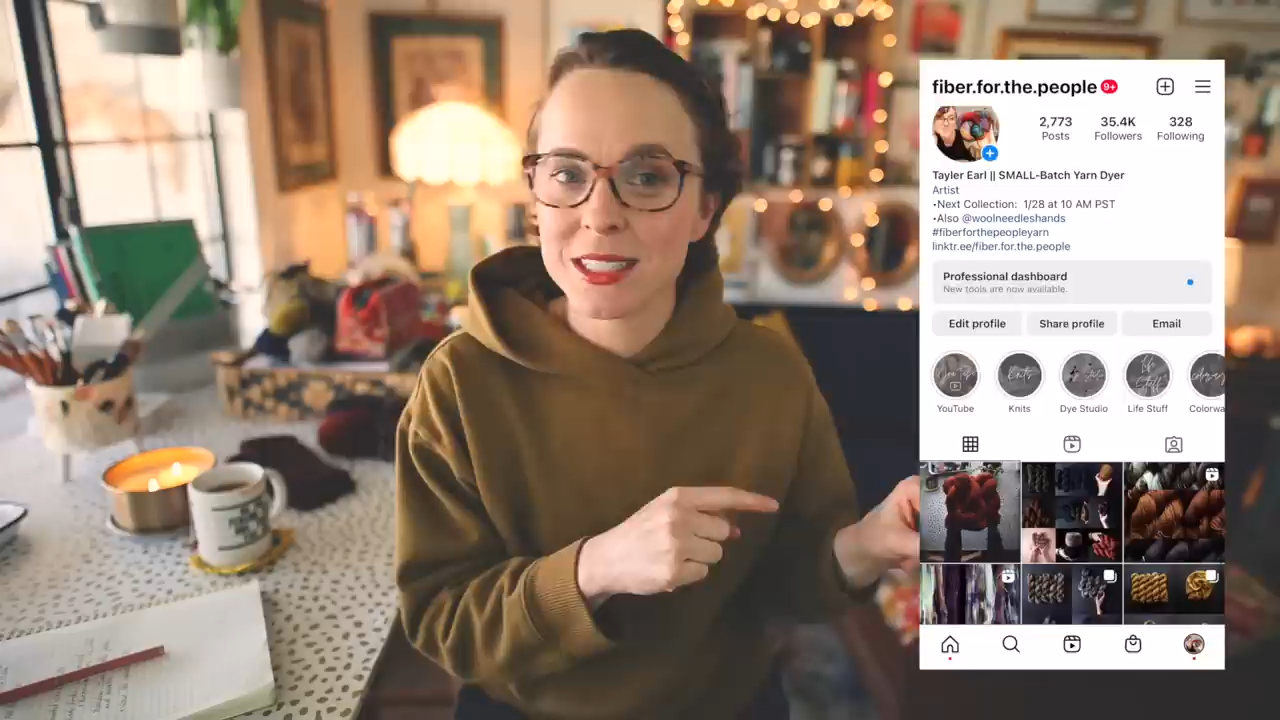 fiber.for.the.people 9+
2,773 35.4K 328
Posts Followers Following
Tayler Earl || SMALL-Batch Yarn Dyer
Artist
•Next Collection: 1/28 at 10 AM PST
•Also @woolneedleshands
#fiberforthepeopleyarn
linktr.ee/fiber.for.the.people
Professional dashboard
New tools are now available.
Edit profile Share profile Email
YouTube Knits Dye Studio Life Stuff Colorwa